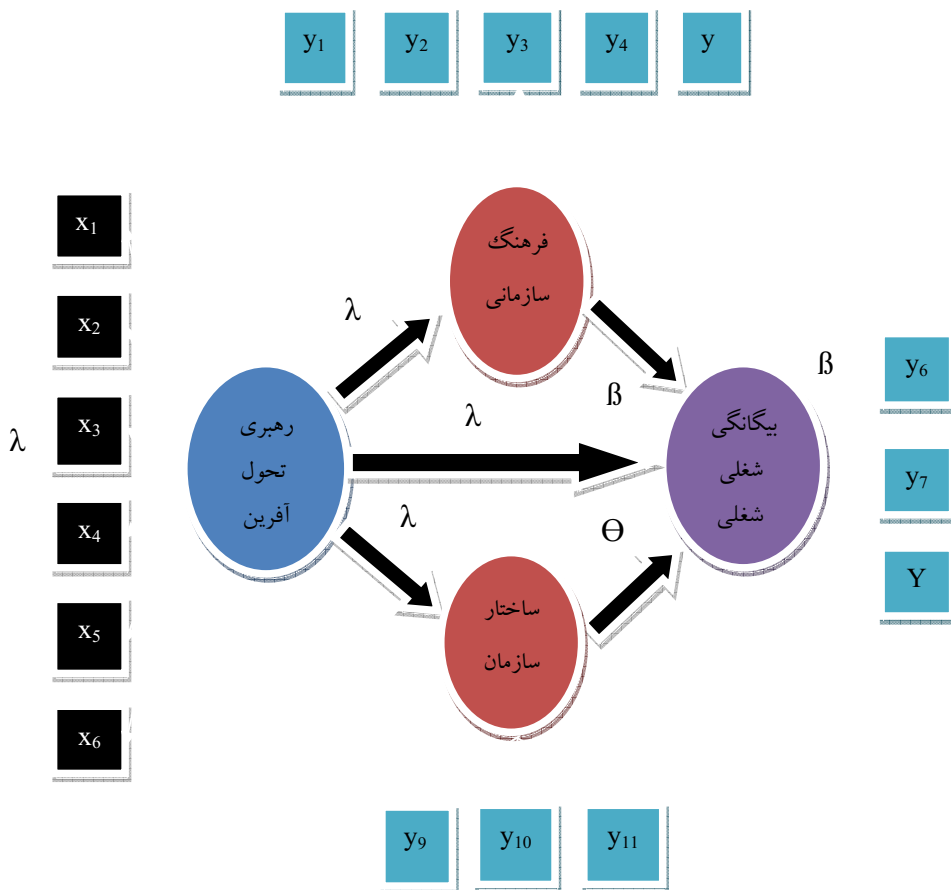 y₁ y₂ y₃ y₄ y
x₁
x₂
x₃
x₄
x₅
x₆
λ
فرهنگ
سازمانی
λ
ß
ß
رهبری
تحول
آفرین
λ
بیگانگی
شغلی
شغلی
λ
Ө
ساختار
سازمان
y₆
y₇
Y
y₉ y₁₀ y₁₁